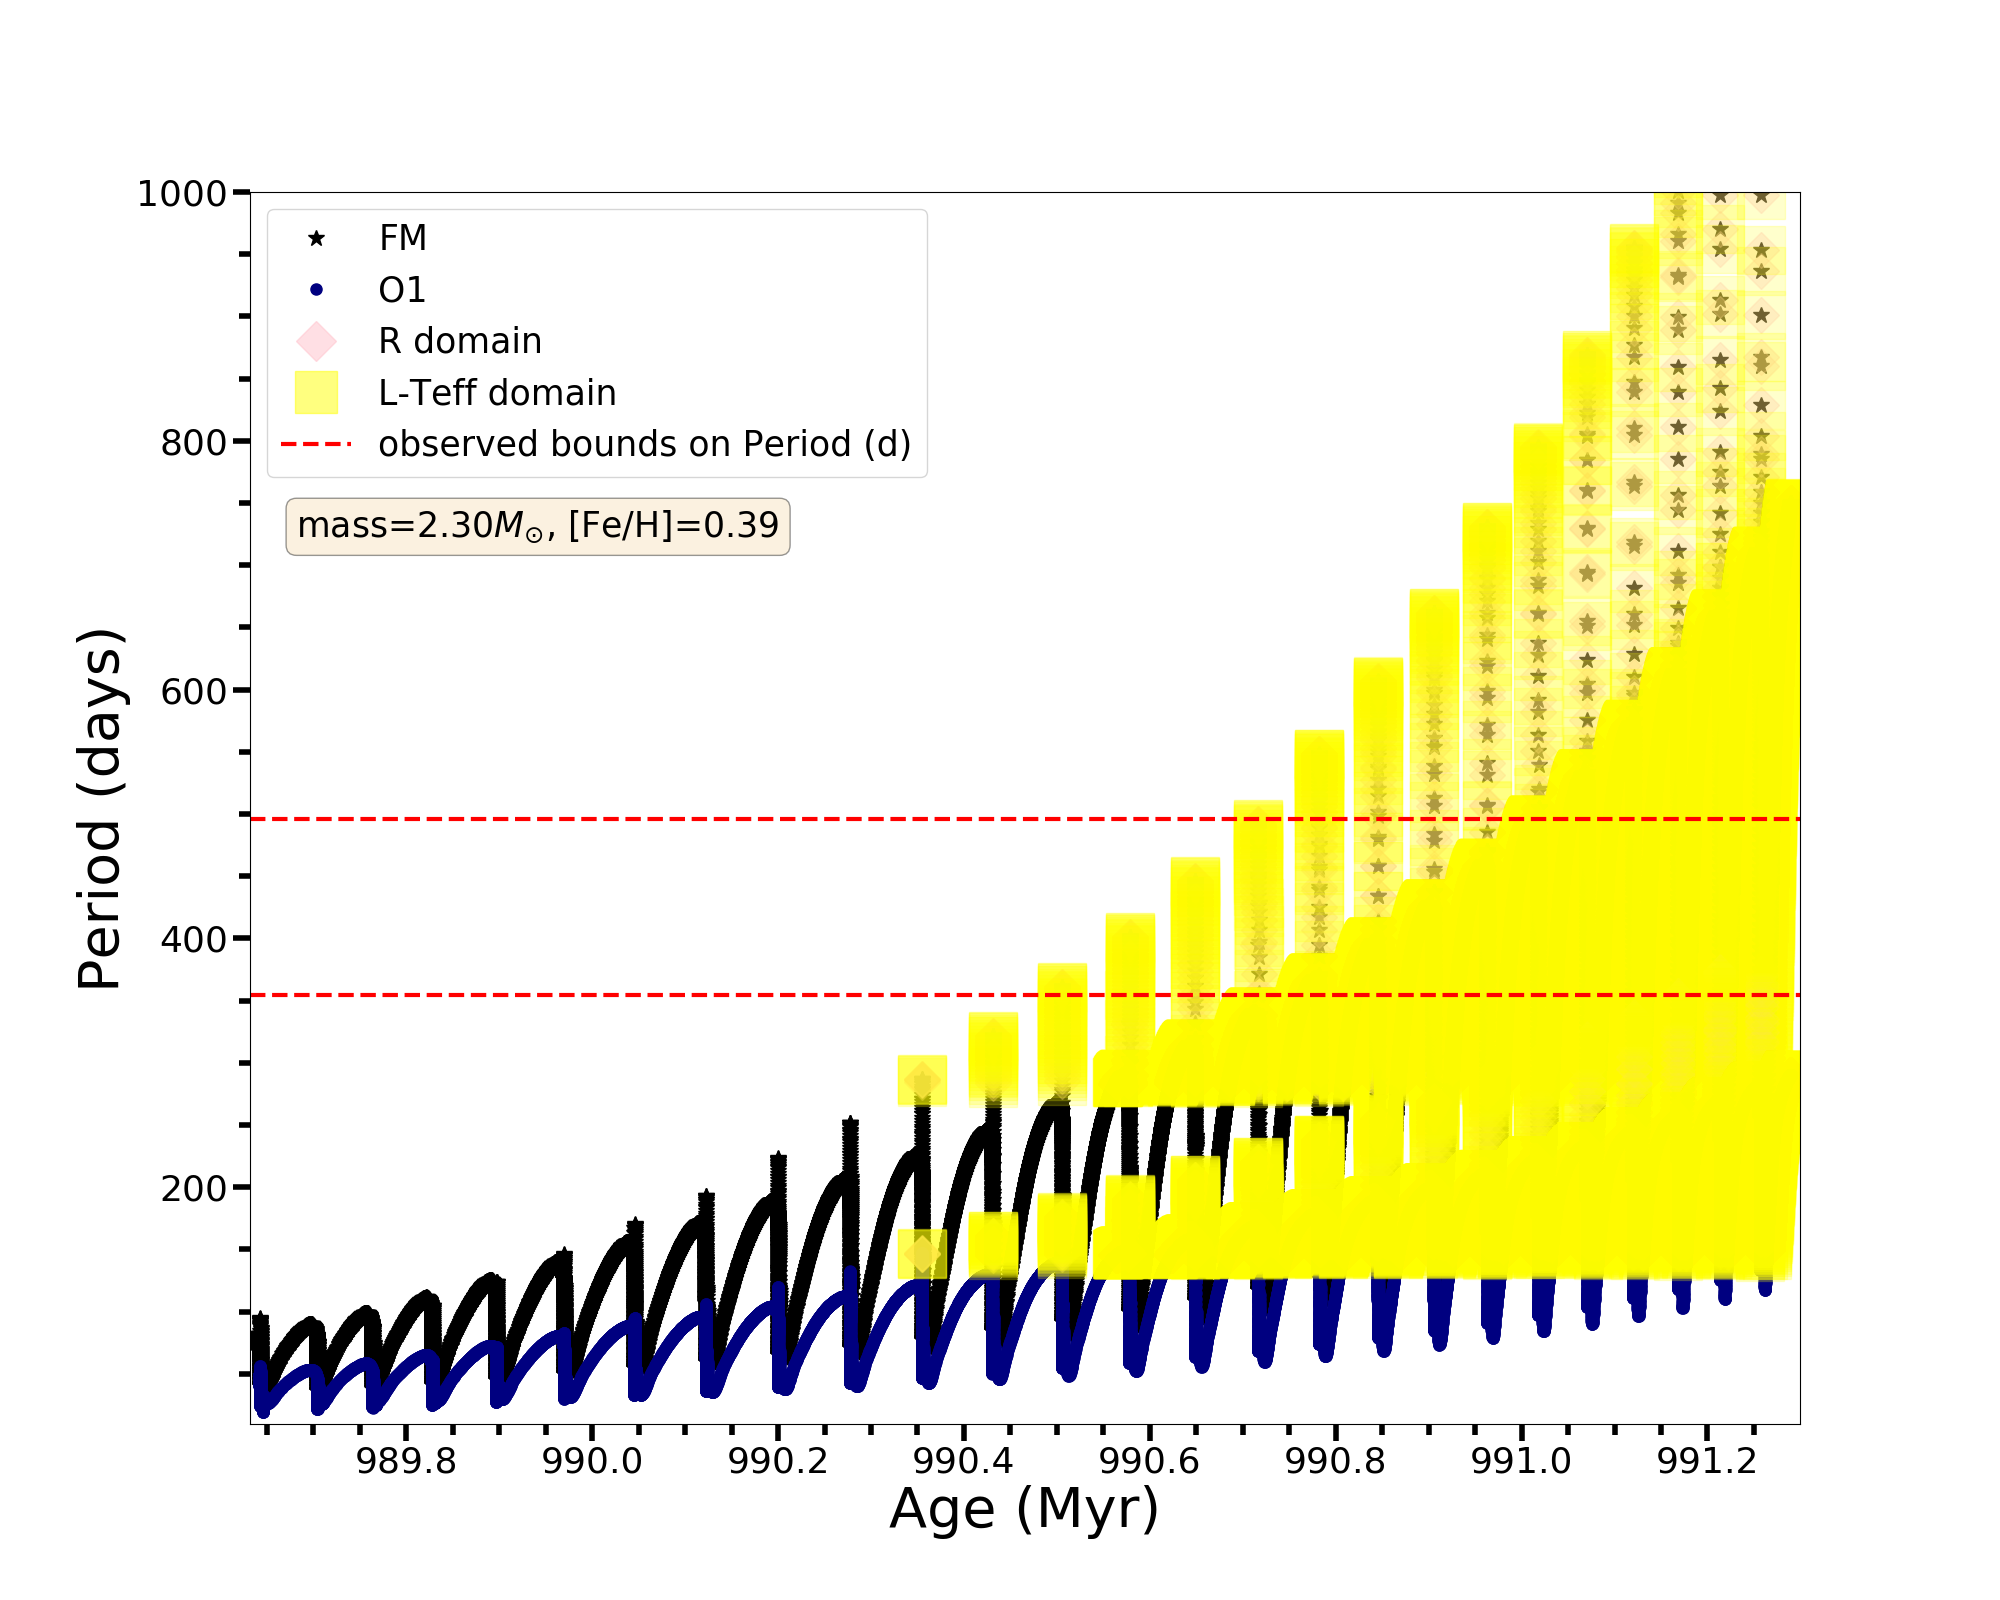 1000
800
600
400
200
Period (days)
FM
O1
R domain
L-Teff domain
observed bounds on Period (d)
mass=2.30M☉, [Fe/H]=0.39
989.8 990.0 990.2 990.4 990.6 990.8 991.0 991.2
Age (Myr)